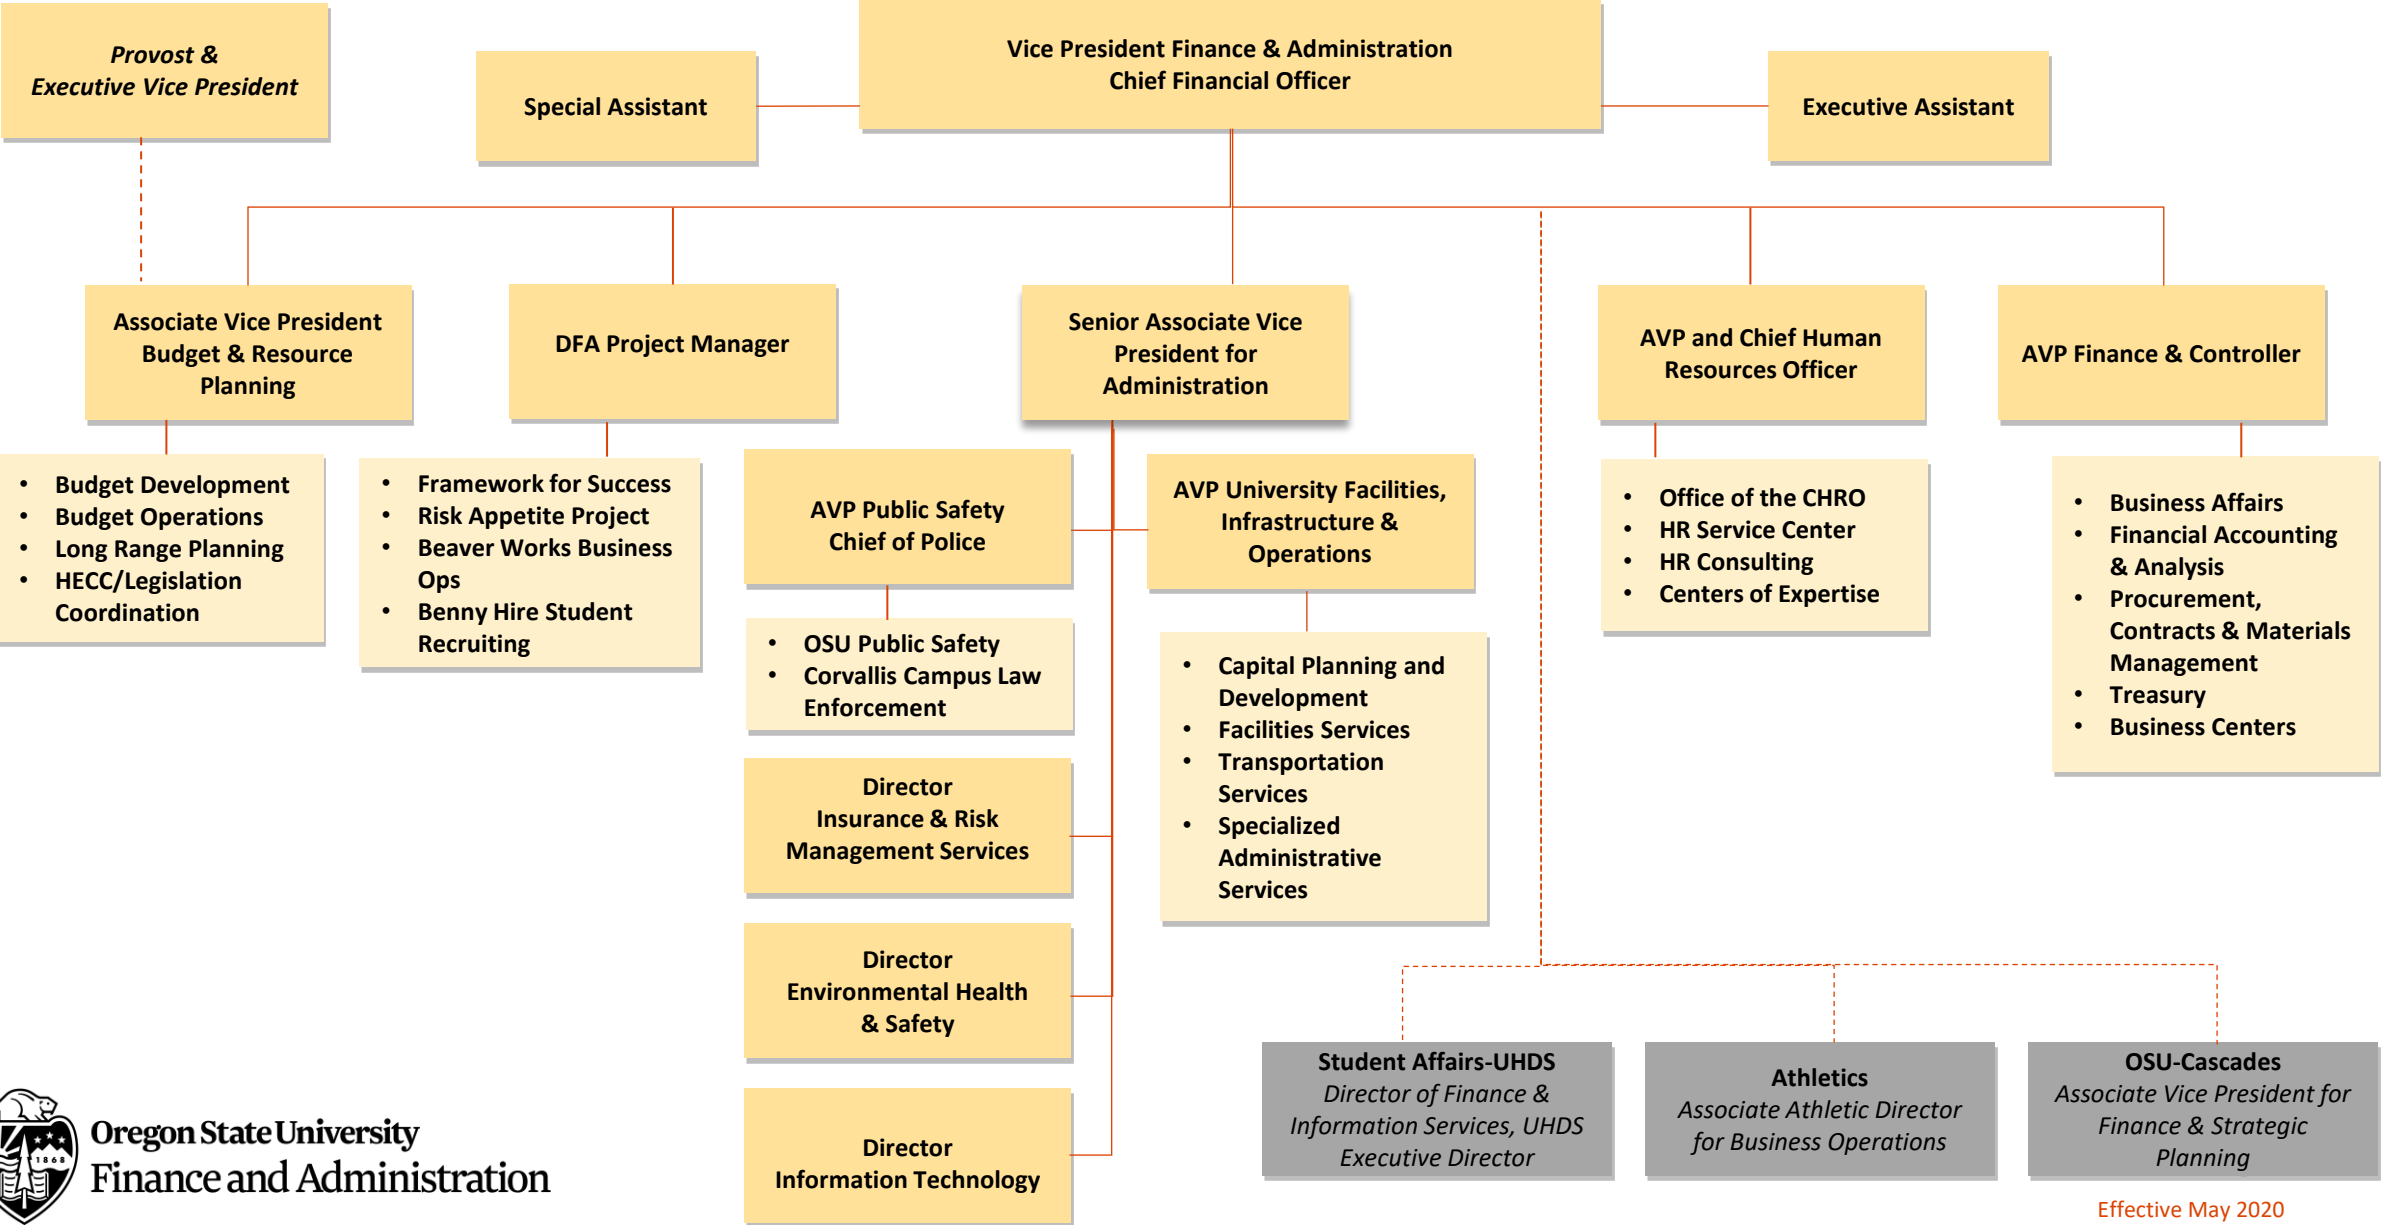 Provost &
Executive Vice President
Special Assistant
Vice President Finance & Administration
Chief Financial Officer
Executive Assistant
Associate Vice President
Budget & Resource
Planning
DFA Project Manager
Senior Associate Vice
President for
Administration
AVP and Chief Human
Resources Officer
AVP Finance & Controller
• Budget Development
• Budget Operations
• Long Range Planning
• HECC/Legislation
Coordination
• Framework for Success
• Risk Appetite Project
• Beaver Works Business
Ops
• Benny Hire Student
Recruiting
AVP Public Safety
Chief of Police
• OSU Public Safety
• Corvallis Campus Law
Enforcement
AVP University Facilities,
Infrastructure &
Operations
• Capital Planning and
Development
• Facilities Services
• Transportation
Services
• Specialized
Administrative
Services
• Office of the CHRO
• HR Service Center
• HR Consulting
• Centers of Expertise
• Business Affairs
• Financial Accounting
& Analysis
• Procurement,
Contracts & Materials
Management
• Treasury
• Business Centers
Director
Insurance & Risk
Management Services
Director
Environmental Health
& Safety
Director
Information Technology
Student Affairs-UHDS
Director of Finance &
Information Services, UHDS
Executive Director
Athletics
Associate Athletic Director
for Business Operations
OSU-Cascades
Associate Vice President for
Finance & Strategic
Planning
1868
Oregon State University
Finance and Administration
Effective May 2020